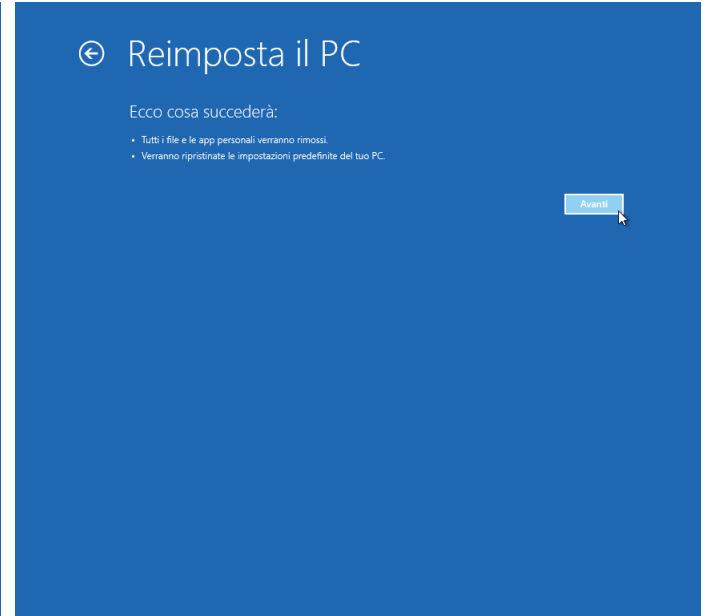 Reimposta il PC
Ecco cosa succederà:
• Tutti i file e le app personali verranno rimossi.
• Verranno ripristinate le impostazioni predefinite del tuo PC.
Avanti